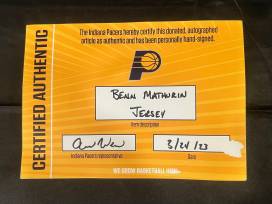 CERTIFIED AUTHENTIC
The Indiana Pacers hereby certify this donated, autographed
article as authentic and has been personally hand-signed.
BENN MATHURIN
JERSEY
Item description
Indiana Pacers representative
3/24/23
Date
WE GROW BASKETBALL HERE